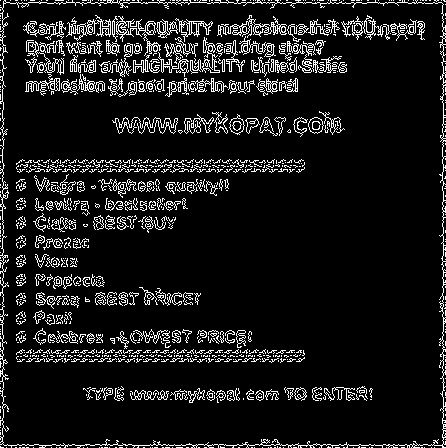 Can't find HIGH-QUALITY medications that YOU need?
Don't want to go to your local drug store?
You'll find any HIGH-QUALITY United States
medication at good price in our store!
WWW.MYKOPAT.COM
################################
# Viagra - Highest quality!!
# Levitra - bestseller!
# Cialis - BEST BUY
# Prozac
# Vioxx
# Propecia
# Soma - BEST PRICE!
# Paxil
# Celebrex - LOWEST PRICE!
################################
TYPE www.mykopat.com TO ENTER!